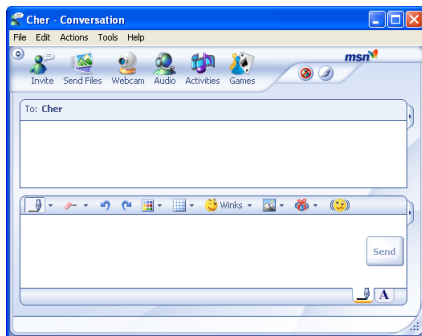 Cher - Conversation
File Edit Actions Tools Help
msn
Invite Send Files Webcam Audio Activities Games
To: Cher
Winks
Send
A